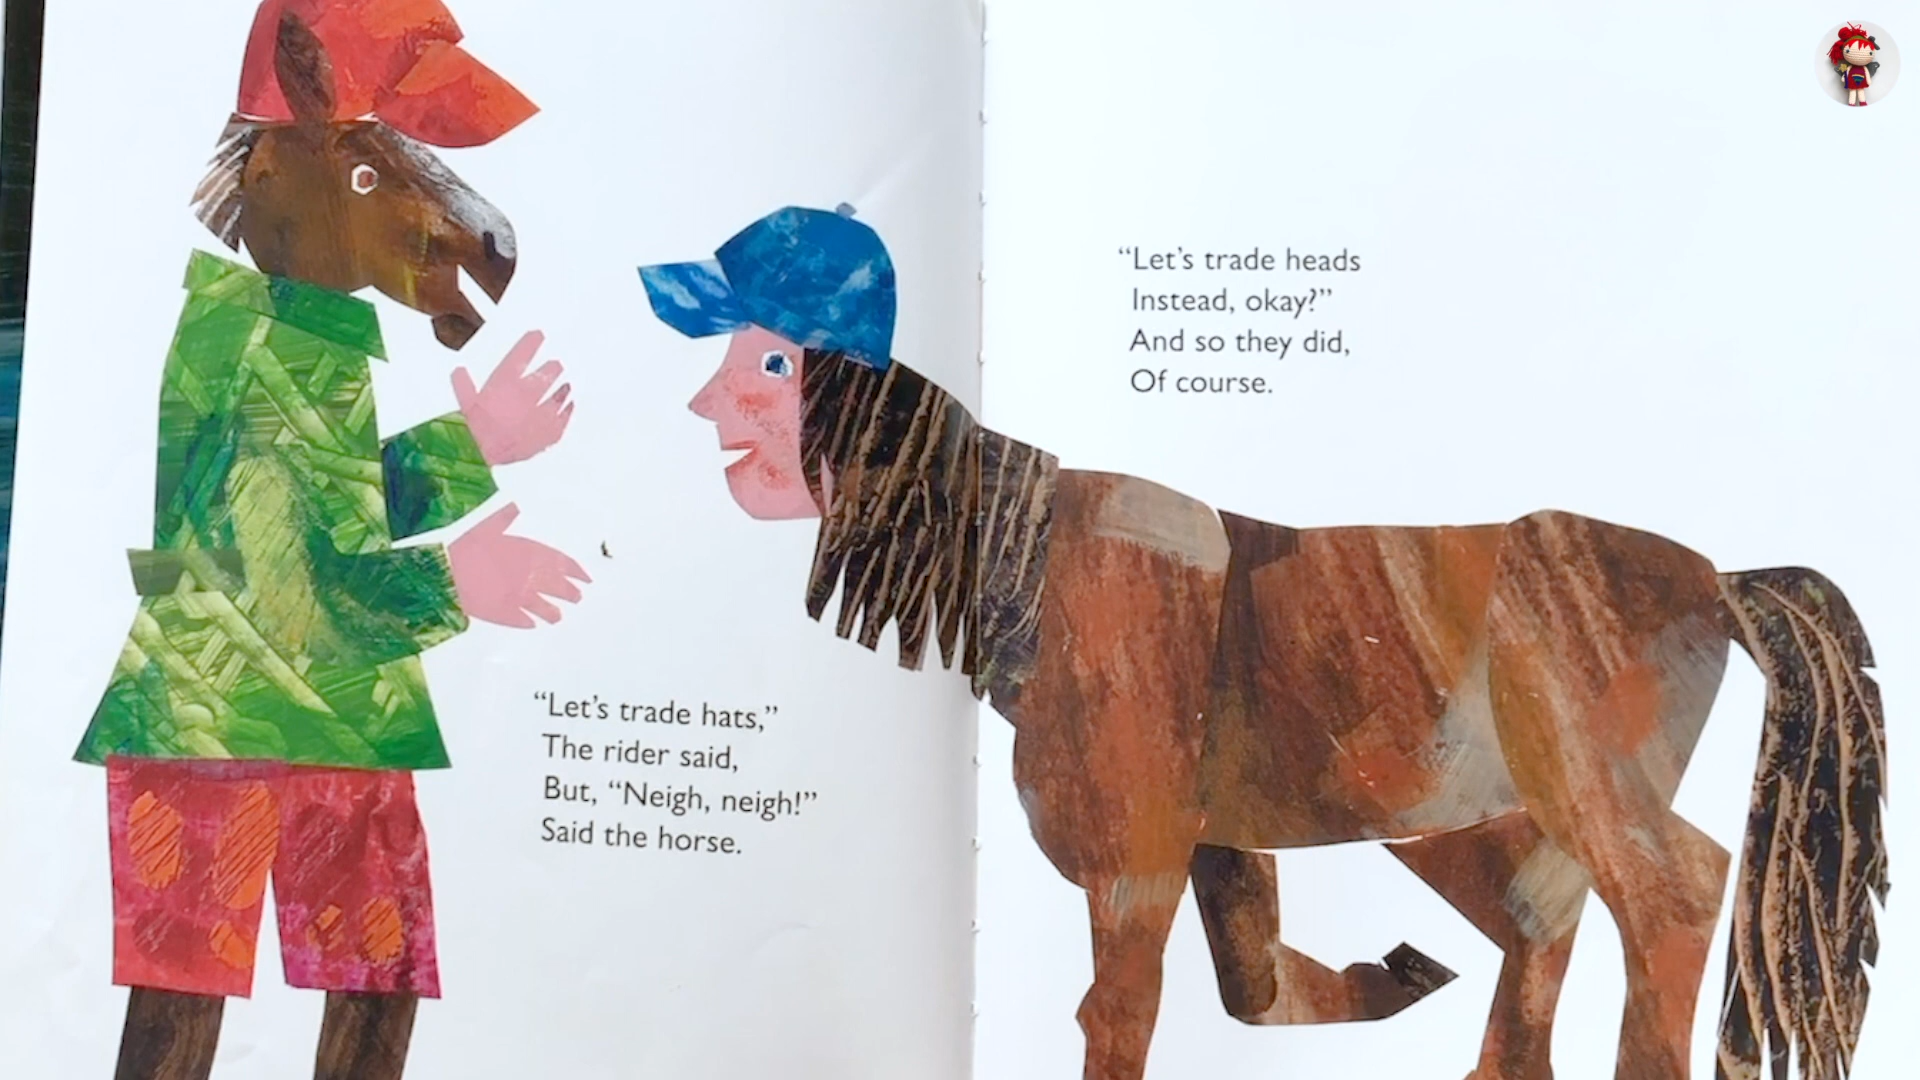 “Let’s trade hats,”
The rider said,
But, “Neigh, neigh!”
Said the horse.
“Let’s trade heads
Instead, okay?”
And so they did,
Of course.